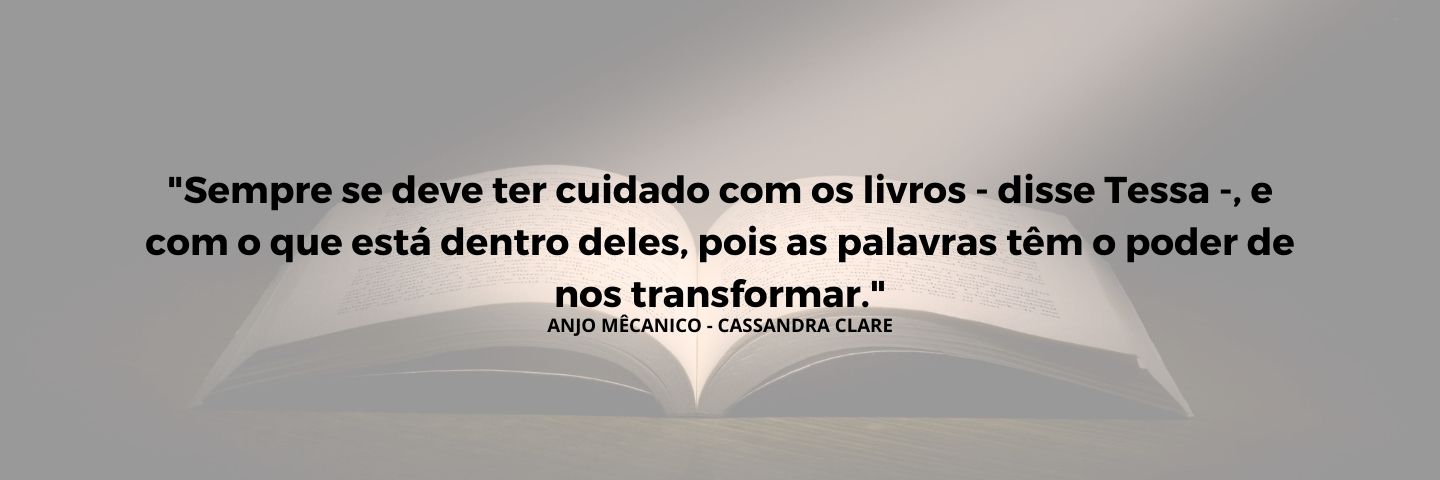 "Sempre se deve ter cuidado com os livros - disse Tessa -, e
com o que está dentro deles, pois as palavras têm o poder de
nos transformar."
ANJO MÊCANICO - CASSANDRA CLARE